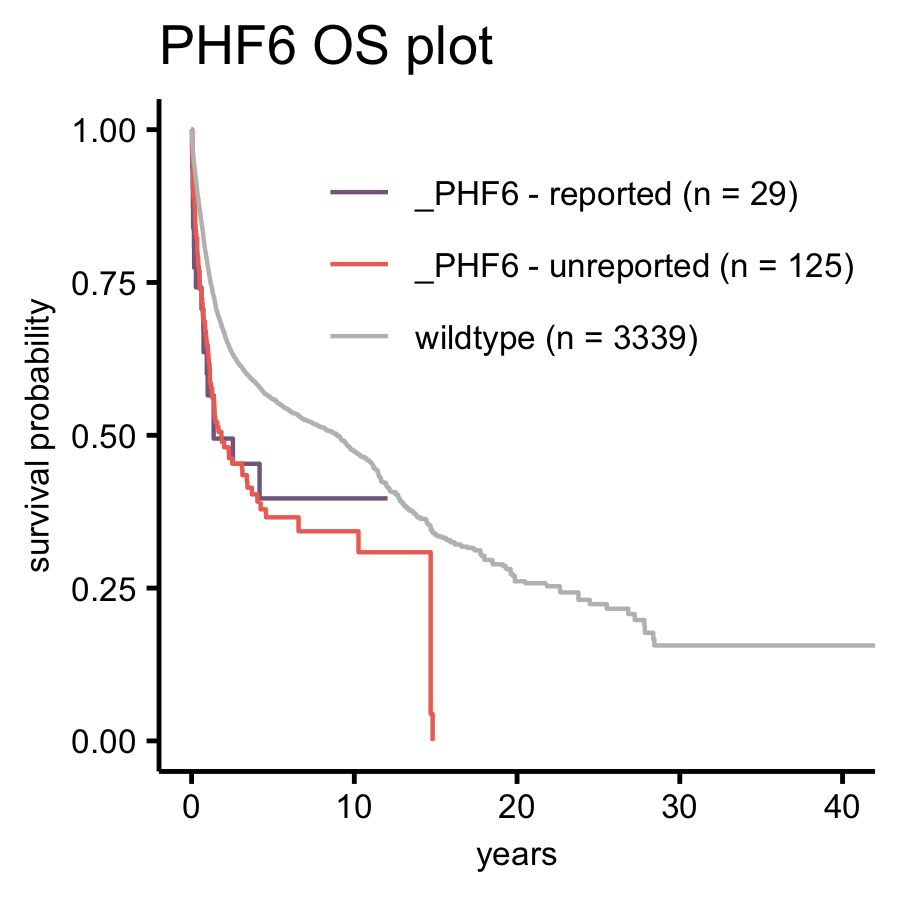 PHF6 OS plot
1.00
0.75
0.50
0.25
0.00
survival probability
_PHF6 - reported (n = 29)
_PHF6 - unreported (n = 125)
wildtype (n = 3339)
0 10 20 30 40
years